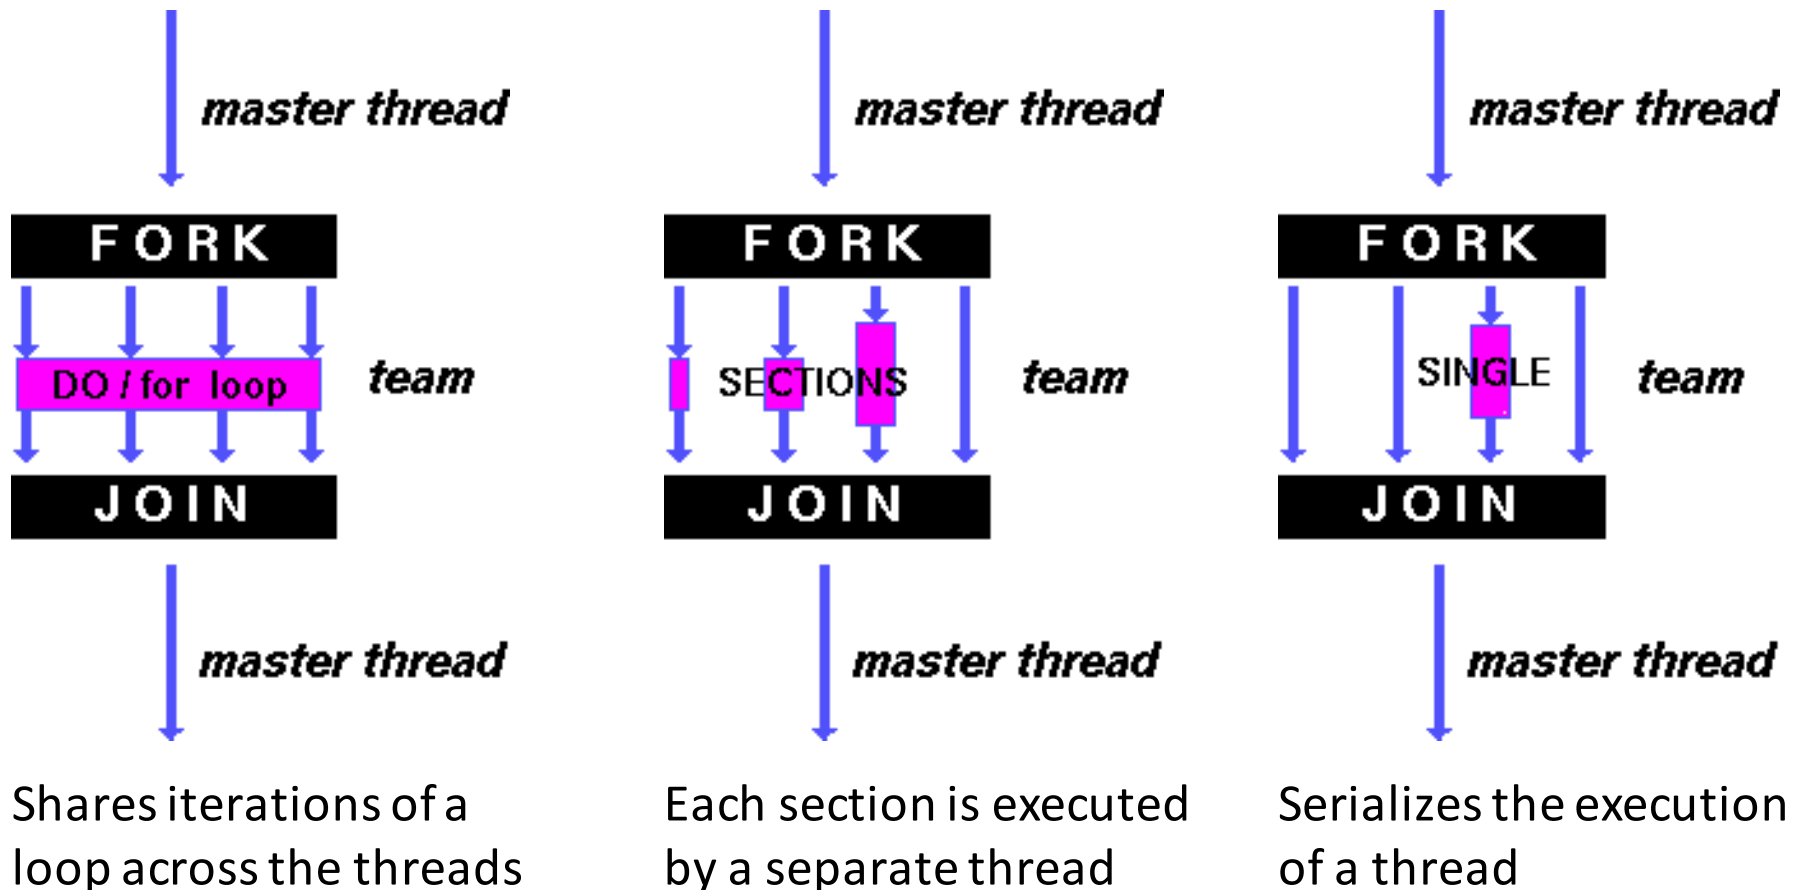 master thread
FORK
DO / for loop
team
JOIN
master thread
Shares iterations of a
loop across the threads
master thread
FORK
SECTIONS
team
JOIN
master thread
Each section is executed
by a separate thread
master thread
FORK
SINGLE
team
JOIN
master thread
Serializes the execution
of a thread